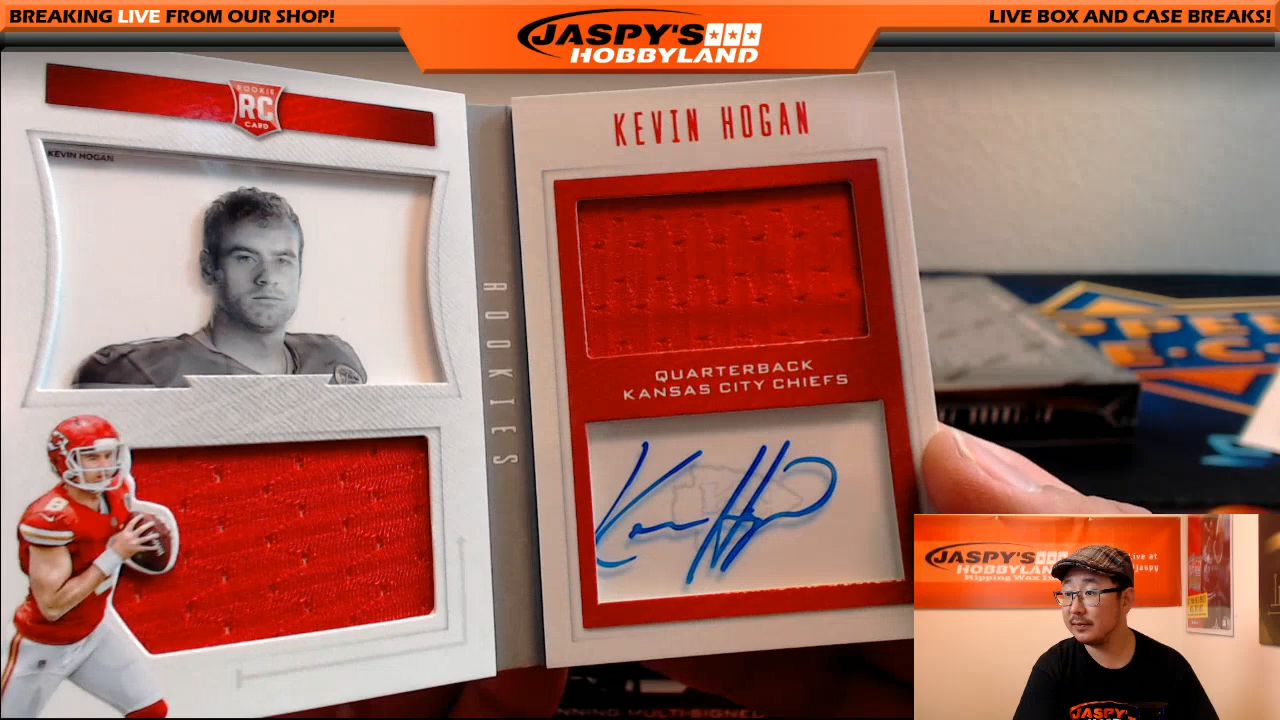 BREAKING LIVE FROM OUR SHOP!
JASPY'S
HOBBYLAND
LIVE BOX AND CASE BREAKS!
ROOKIE
RC
CARD
KEVIN HOGAN
ROOKIES
KEVIN HOGAN
QUARTERBACK
KANSAS CITY CHIEFS
JASPY'S
HOBBYLAND
Ripping Wax
JASPY'S